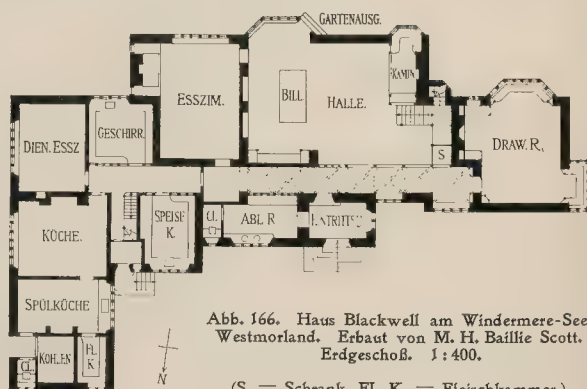 GARTENAUSG.
KAMIN
ESSZIM.
BILL
HALLE.
DIEN. ESSZ
GESCHIRR.
S
DRAW. R.
KÜCHE.
SPEISE
K.
CL.
ABL R
EINTRITT
SPÜLKÜCHE
KOHLEN
FL
K
N
Abb. 166. Haus Blackwell am Windermere-See
Westmorland. Erbaut von M. H. Baillie Scott.
Erdgeschoß. 1:400.
(S = Schrank, Fl. K. = Fleischkammer.)